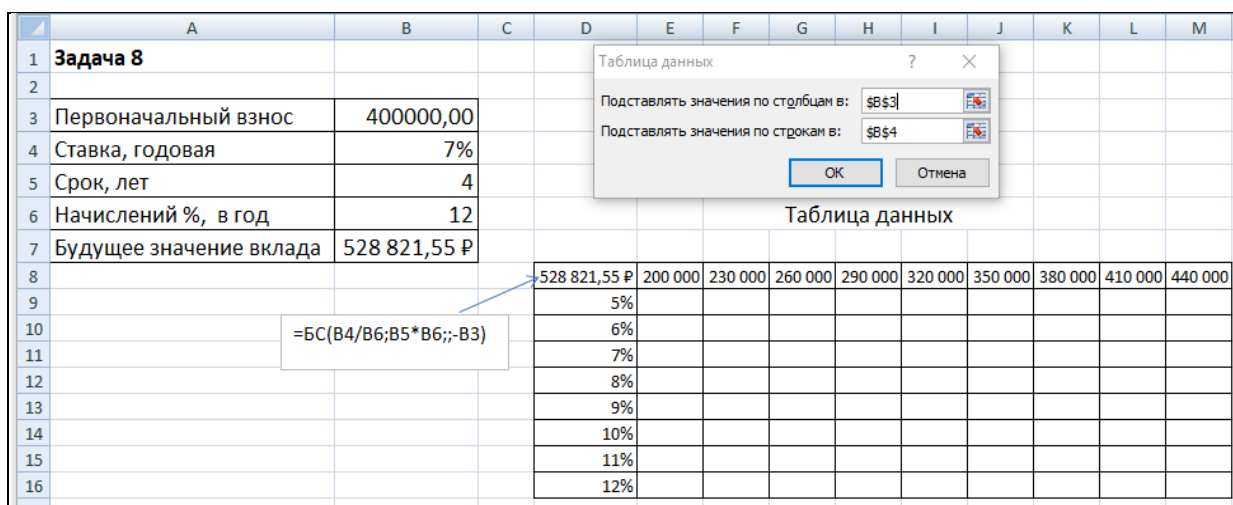 A B C D E F G H I J K L M
1 Задача 8
Таблица данных ? ×
2
Подставлять значения по столбцам в: $B$3
3 Первоначальный взнос 400000,00
Подставлять значения по строкам в: $B$4
4 Ставка, годовая 7%
5 Срок, лет 4
ОК Отмена
6 Начислений %, в год 12 Таблица данных
7 Будущее значение вклада 528 821,55 ₽
8 528 821,55 ₽ 200 000 230 000 260 000 290 000 320 000 350 000 380 000 410 000 440 000
9 5%
10 =БС(B4/B6;B5*B6;;-B3) 6%
11 7%
12 8%
13 9%
14 10%
15 11%
16 12%